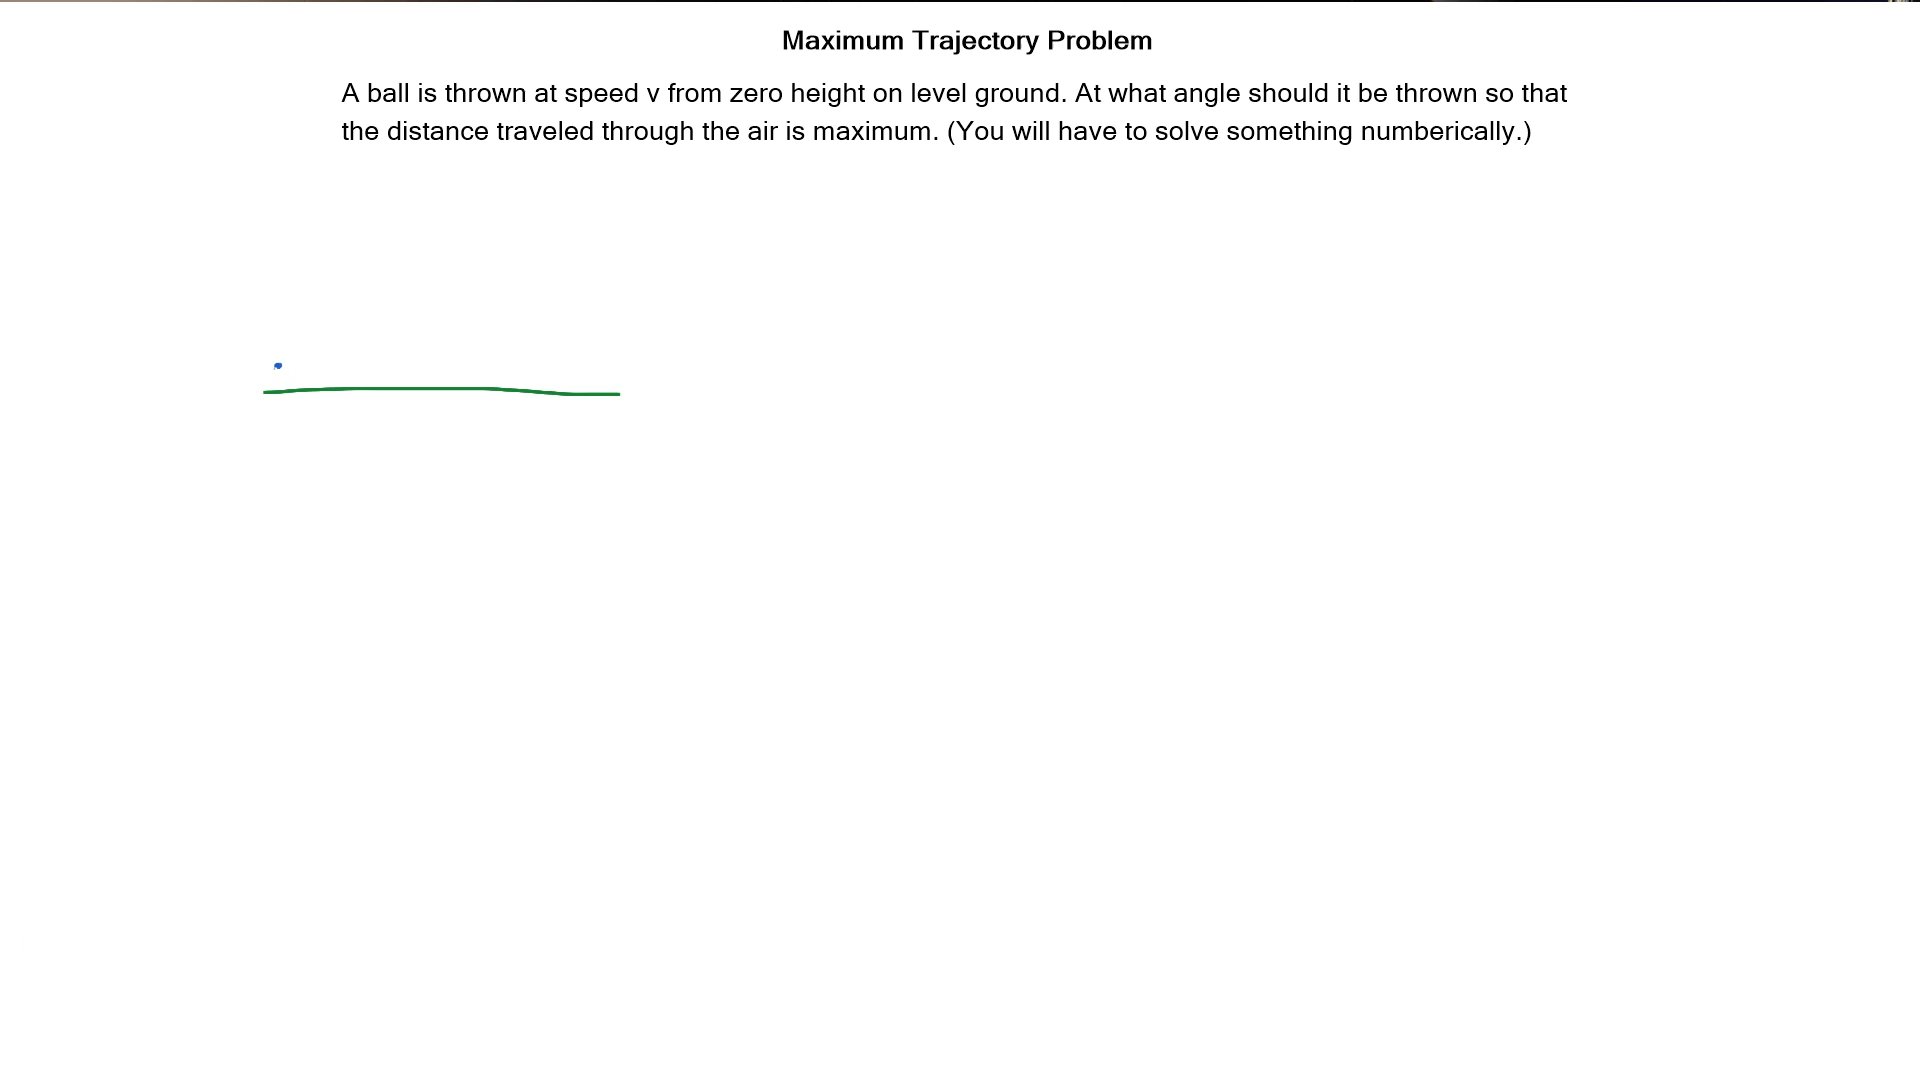 Maximum Trajectory Problem
A ball is thrown at speed v from zero height on level ground. At what angle should it be thrown so that
the distance traveled through the air is maximum. (You will have to solve something numberically.)